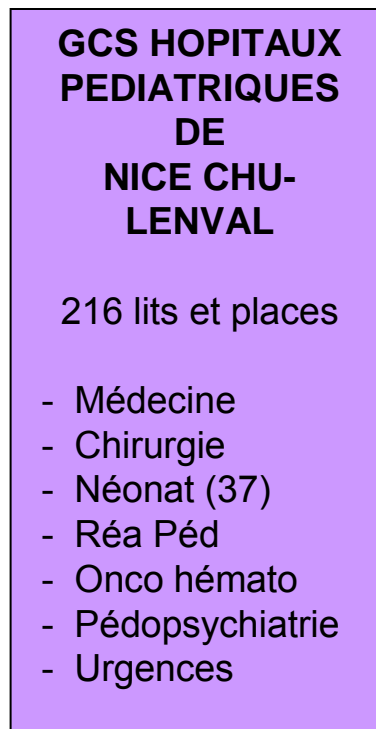 GCS HOPITAUX
PEDIATRIQUES
DE
NICE CHU-
LENVAL
216 lits et places
- Médecine
- Chirurgie
- Néonat (37)
- Réa Péd
- Onco hémato
- Pédopsychiatrie
- Urgences